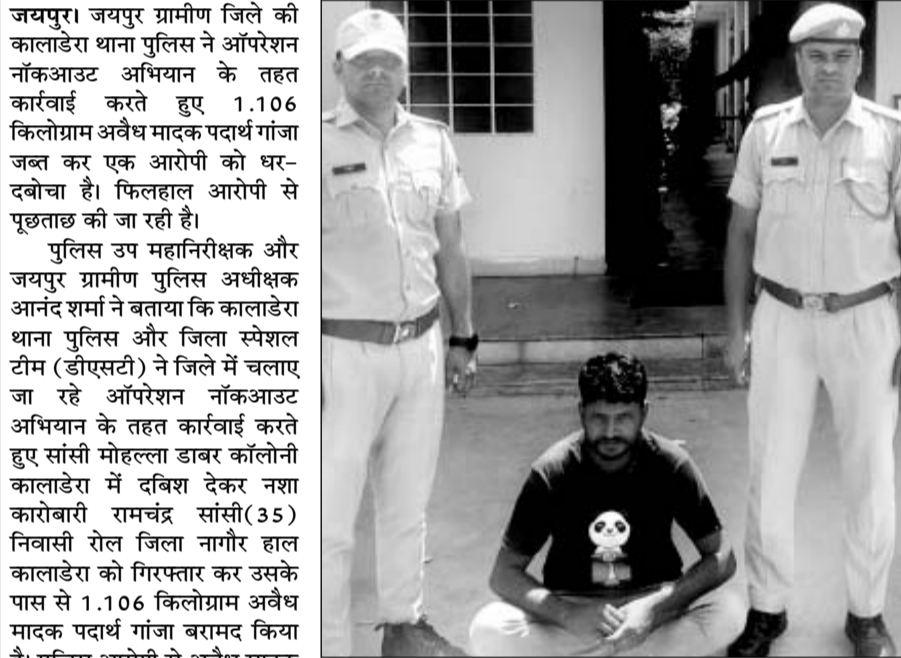 जयपुर। जयपुर ग्रामीण जिले की
कालाडेरा थाना पुलिस ने ऑपरेशन
नॉकआउट अभियान के तहत
कार्रवाई करते हुए 1.106
किलोग्राम अवैध मादक पदार्थ गांजा
जब्त कर एक आरोपी को धर-
दबोचा है। फिलहाल आरोपी से
पूछताछ की जा रही है।
पुलिस उप महानिरीक्षक और
जयपुर ग्रामीण पुलिस अधीक्षक
आनंद शर्मा ने बताया कि कालाडेरा
थाना पुलिस और जिला स्पेशल
टीम (डीएसटी) ने जिले में चलाए
जा रहे ऑपरेशन नॉकआउट
अभियान के तहत कार्रवाई करते
हुए सांसी मोहल्ला डाबर कॉलोनी
कालाडेरा में दबिश देकर नशा
कारोबारी रामचंद्र सांसी(35)
निवासी रोल जिला नागौर हाल
कालाडेरा को गिरफ्तार कर उसके
पास से 1.106 किलोग्राम अवैध
मादक पदार्थ गांजा बरामद किया